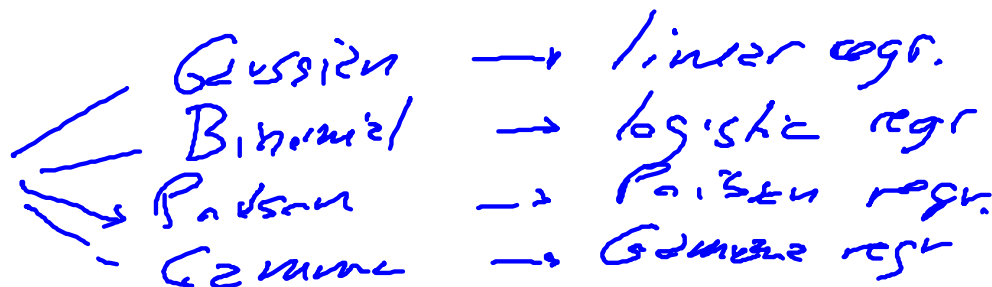 Gaussian → linear regr.
Binomial → logistic regr
Poisson → Poisson regr.
Gamma → Gamma regr